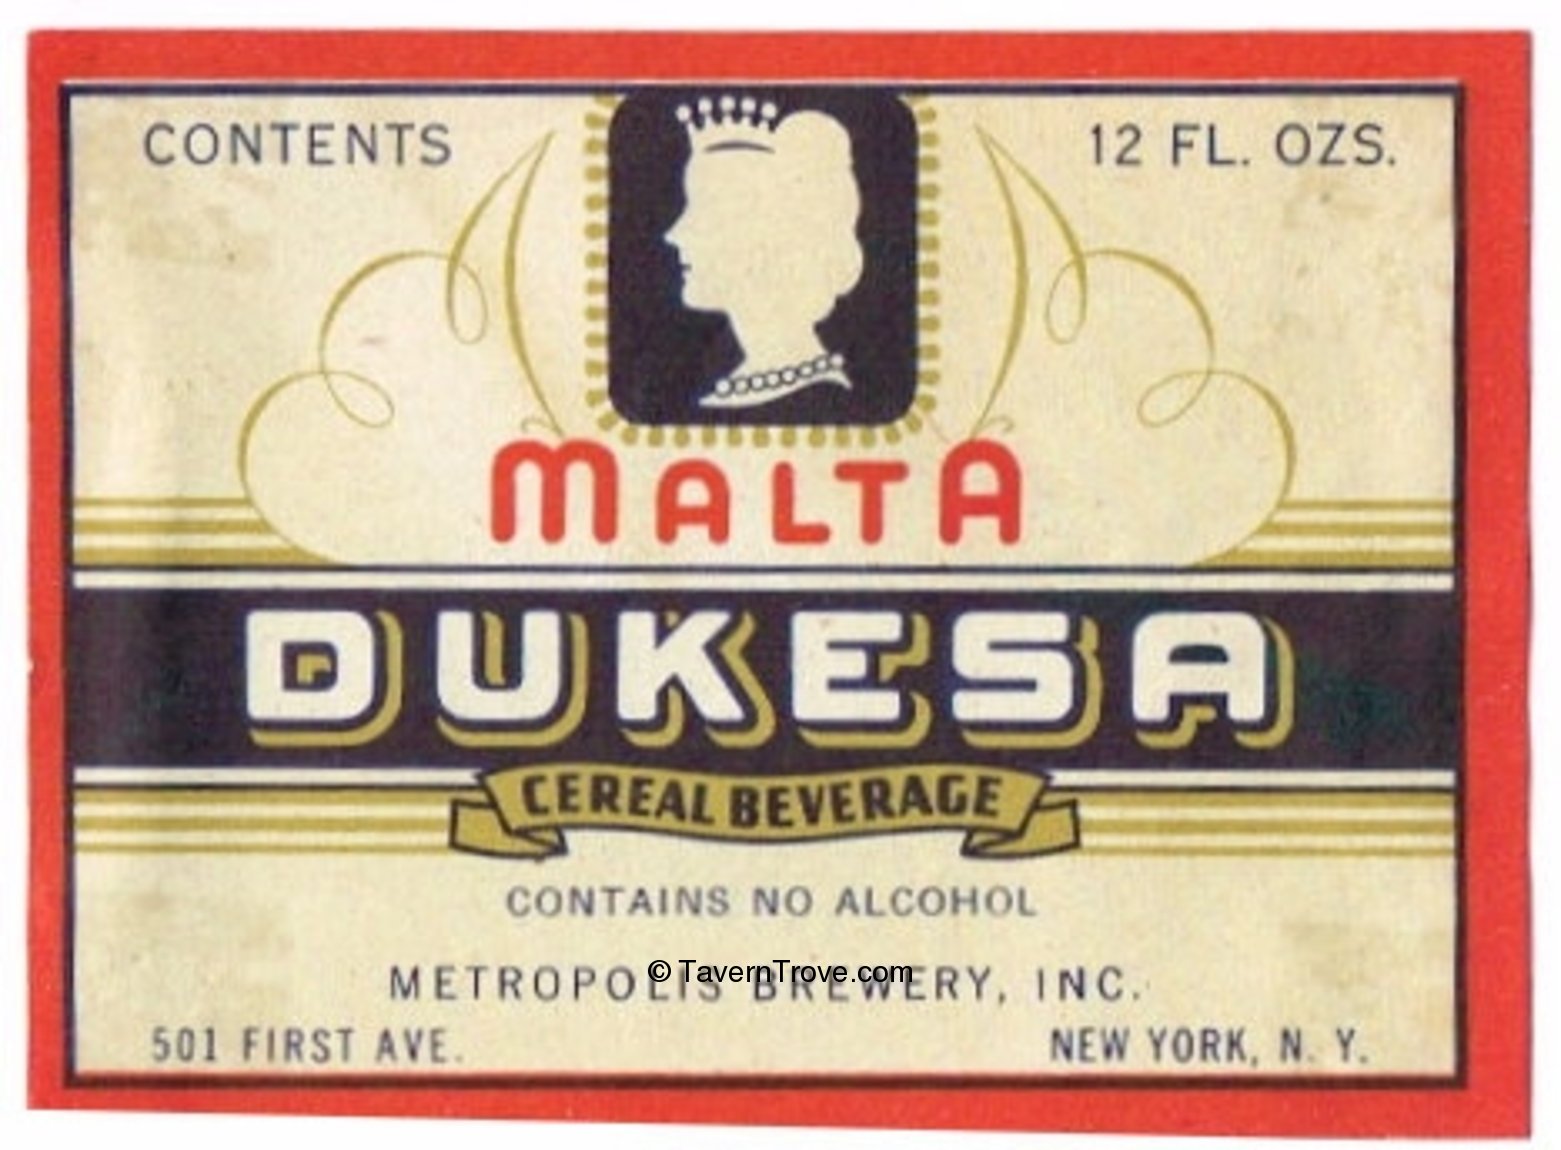 CONTENTS 12 FL. OZS.
MALTA
DUKESA
CEREAL BEVERAGE
CONTAINS NO ALCOHOL
METROPOLIS BREWERY, INC.
© TavernTrove.com
501 FIRST AVE. NEW YORK, N. Y.